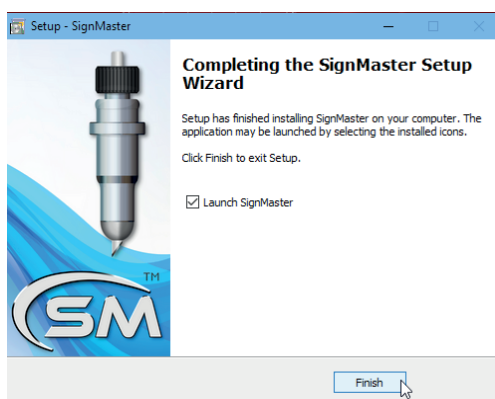 Setup - SignMaster
Completing the SignMaster Setup
Wizard
Setup has finished installing SignMaster on your computer. The
application may be launched by selecting the installed icons.
Click Finish to exit Setup.
Launch SignMaster
TM
SM
Finish